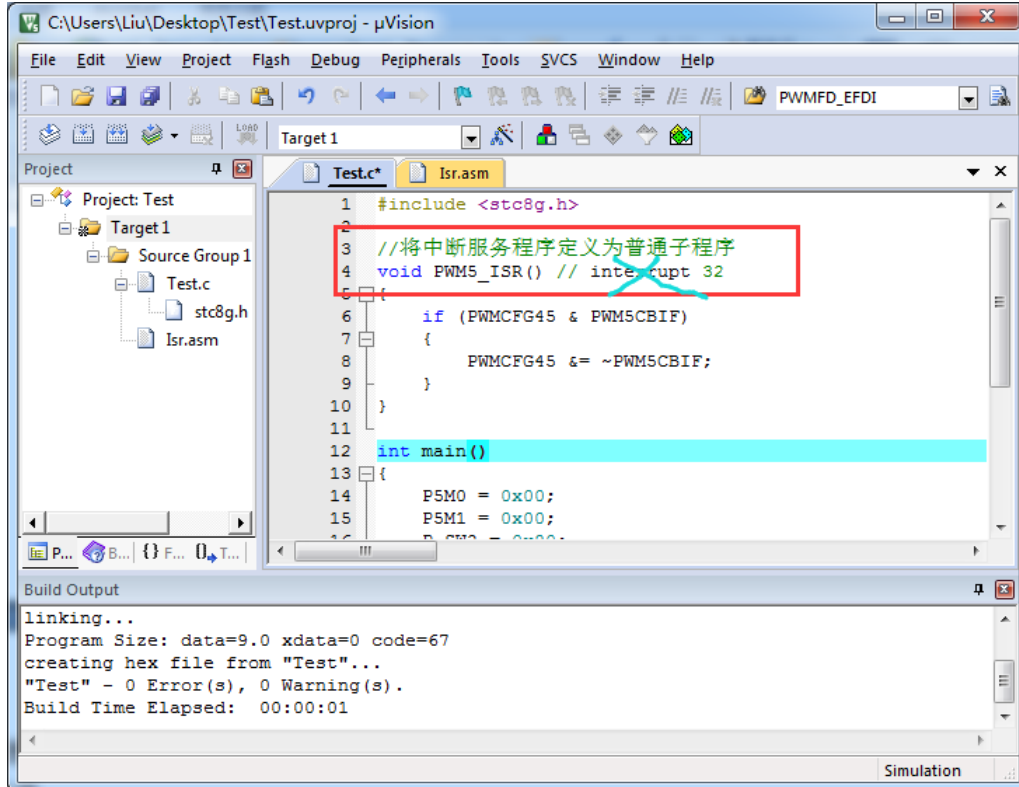 C:\Users\Liu\Desktop\Test\Test.uvproj - µVision
File Edit View Project Flash Debug Peripherals Tools SVCS Window Help
PWMFD_EFDI
LOAD Target 1
Project
Test.c* Isr.asm
Project: Test
Target 1
Source Group 1
Test.c
stc8g.h
Isr.asm
1 #include <stc8g.h>
2
3 //将中断服务程序定义为普通子程序
4 void PWM5_ISR() // interrupt 32
5 {
6 if (PWMCFG45 & PWM5CBIF)
7 {
8 PWMCFG45 &= ~PWM5CBIF;
9 }
10 }
11
12 int main()
13 {
14 P5M0 = 0x00;
15 P5M1 = 0x00;
P... B... {} F... T...
Build Output
linking...
Program Size: data=9.0 xdata=0 code=67
creating hex file from "Test"...
"Test" - 0 Error(s), 0 Warning(s).
Build Time Elapsed: 00:00:01
Simulation